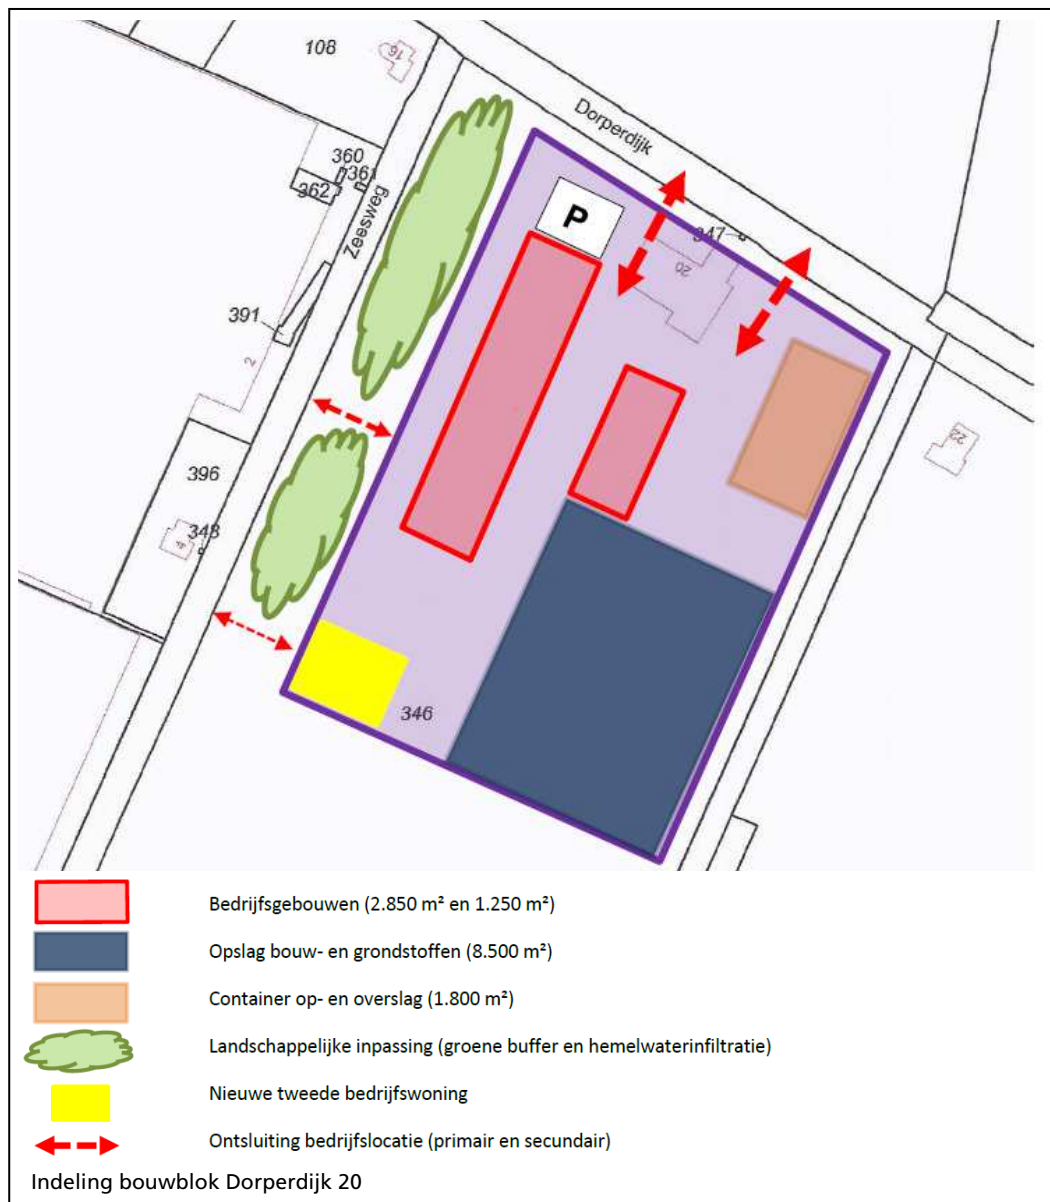 108
16
Dorperdijk
360
361
362
Zeesweg
P
347
20
391
2
22
396
348
346
Bedrijfsgebouwen (2.850 m² en 1.250 m²)
Opslag bouw- en grondstoffen (8.500 m²)
Container op- en overslag (1.800 m²)
Landschappelijke inpassing (groene buffer en hemelwaterinfiltratie)
Nieuwe tweede bedrijfswoning
Ontsluiting bedrijfslocatie (primair en secundair)
Indeling bouwblok Dorperdijk 20